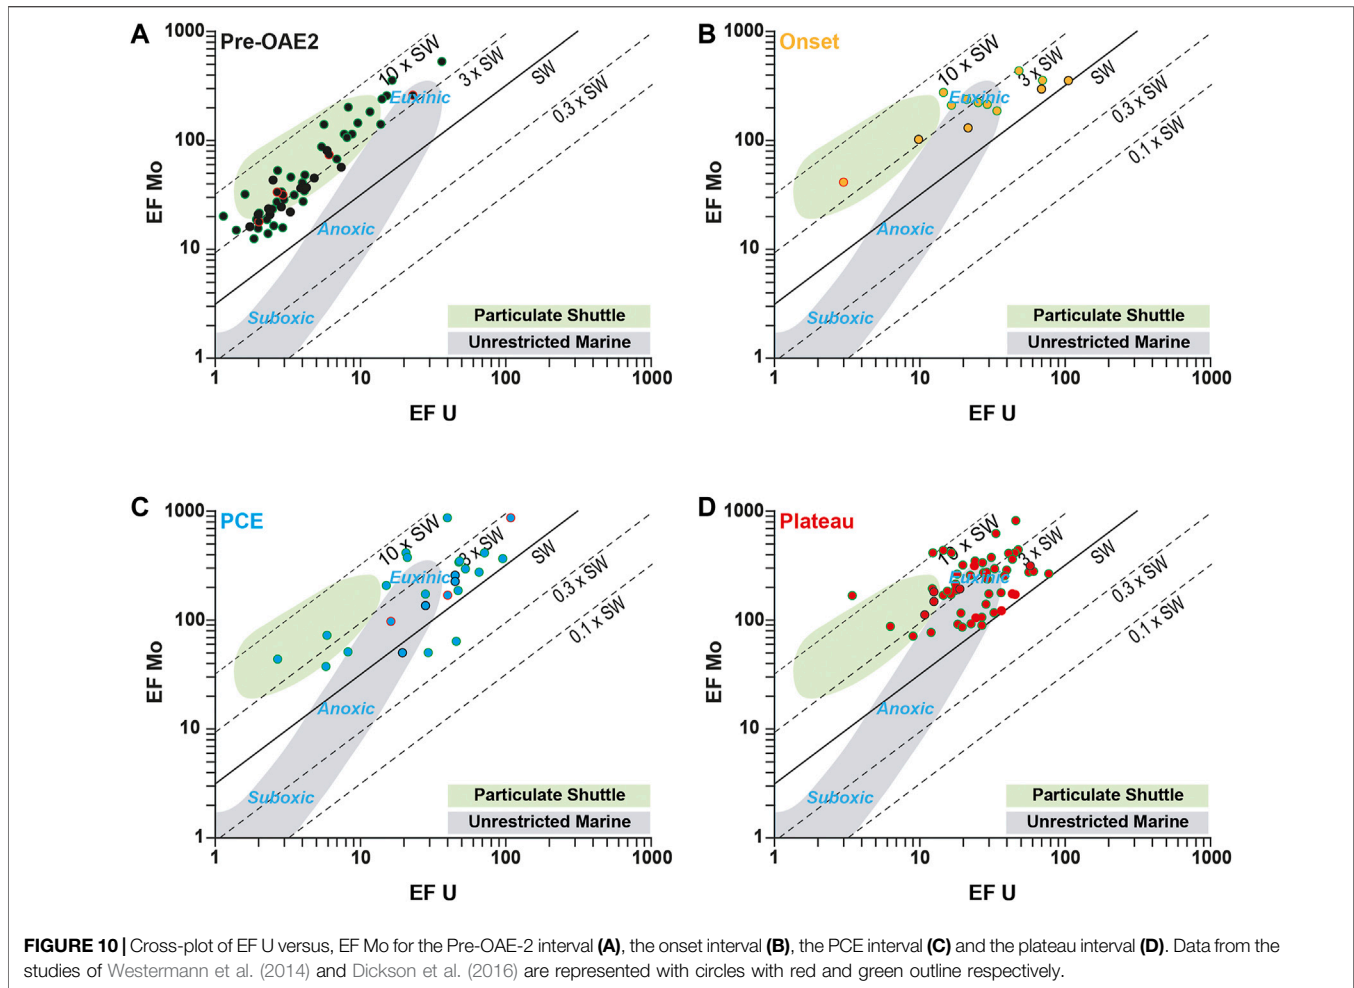 A
Pre-OAE2
1000
100
10
1
EF Mo
10 x SW
3 x SW
SW
0.3 x SW
0.1 x SW
Euxinic
Anoxic
Suboxic
Particulate Shuttle
Unrestricted Marine
1 10 100 1000
EF U
B
Onset
1000
100
10
1
EF Mo
10 x SW
3 x SW
SW
0.3 x SW
0.1 x SW
Euxinic
Anoxic
Suboxic
Particulate Shuttle
Unrestricted Marine
1 10 100 1000
EF U
C
PCE
1000
100
10
1
EF Mo
10 x SW
3 x SW
SW
0.3 x SW
0.1 x SW
Euxinic
Anoxic
Suboxic
Particulate Shuttle
Unrestricted Marine
1 10 100 1000
EF U
D
Plateau
1000
100
10
1
EF Mo
10 x SW
3 x SW
SW
0.3 x SW
0.1 x SW
Euxinic
Anoxic
Suboxic
Particulate Shuttle
Unrestricted Marine
1 10 100 1000
EF U
FIGURE 10 | Cross-plot of EF U versus, EF Mo for the Pre-OAE-2 interval (A), the onset interval (B), the PCE interval (C) and the plateau interval (D). Data from the
studies of Westermann et al. (2014) and Dickson et al. (2016) are represented with circles with red and green outline respectively.